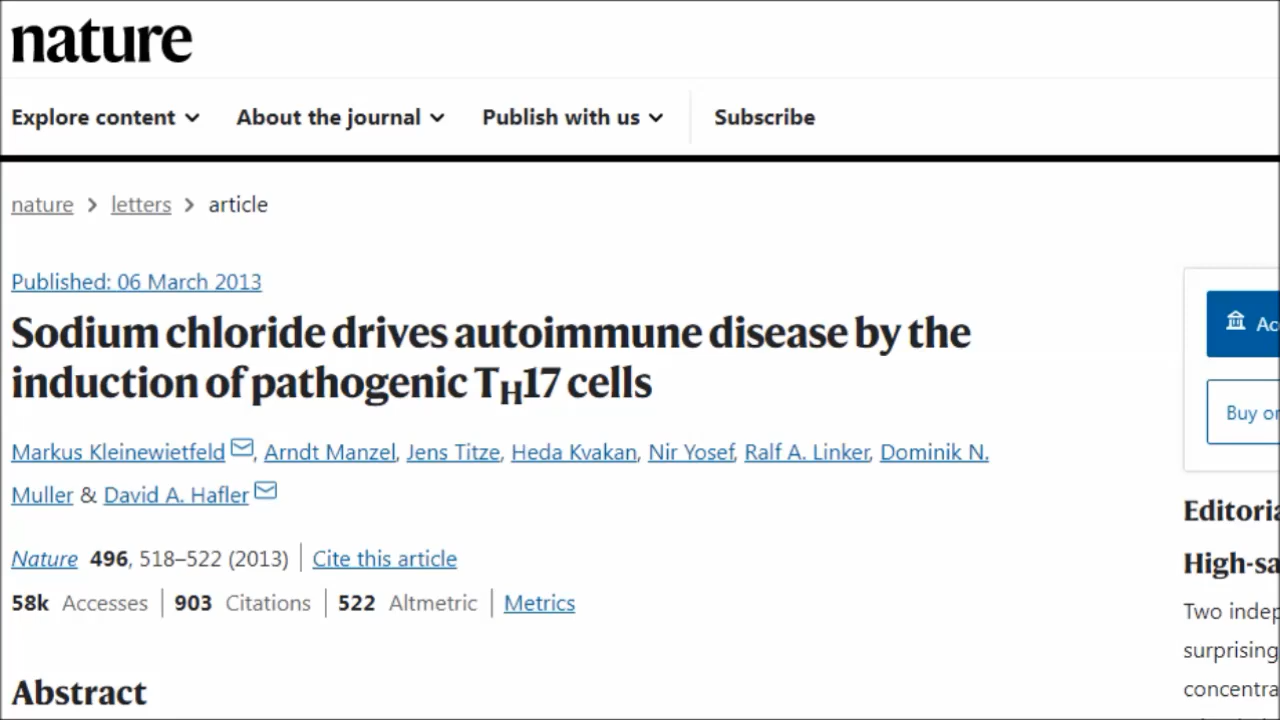 nature
Explore content
About the journal
Publish with us
Subscribe
nature > letters > article
Published: 06 March 2013
Sodium chloride drives autoimmune disease by the
induction of pathogenic TH17 cells
Markus Kleinewietfeld, Arndt Manzel, Jens Titze, Heda Kvakan, Nir Yosef, Ralf A. Linker, Dominik N.
Muller & David A. Hafler
Nature 496, 518–522 (2013) | Cite this article
58k Accesses | 903 Citations | 522 Altmetric | Metrics
Abstract
Buy
Two
surprising